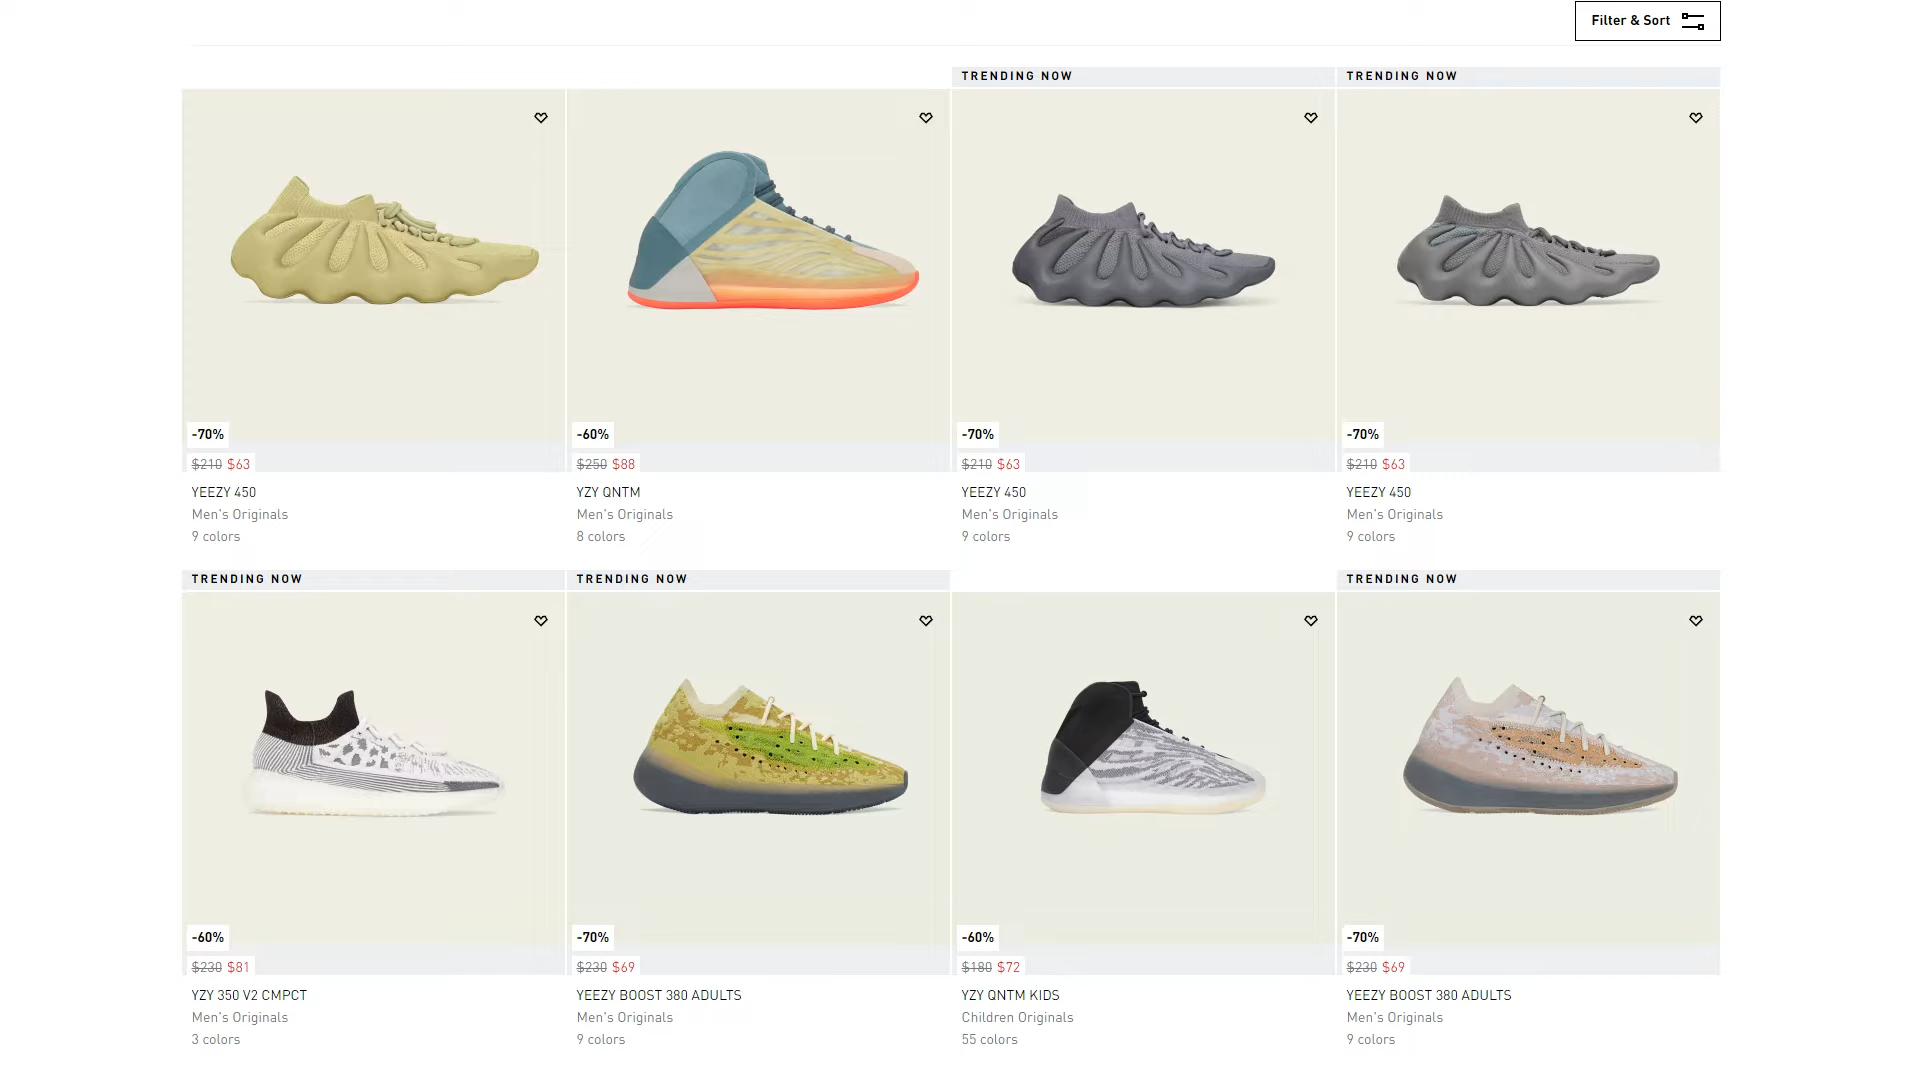 Filter & Sort
TRENDING NOW
TRENDING NOW
-70%
$210 $63
YEEZY 450
Men's Originals
9 colors
-60%
$250 $88
YZY QNTM
Men's Originals
8 colors
-70%
$210 $63
YEEZY 450
Men's Originals
9 colors
-70%
$210 $63
YEEZY 450
Men's Originals
9 colors
TRENDING NOW
TRENDING NOW
TRENDING NOW
-60%
$230 $81
YZY 350 V2 CMPCT
Men's Originals
3 colors
-70%
$230 $69
YEEZY BOOST 380 ADULTS
Men's Originals
9 colors
-60%
$180 $72
YZY QNTM KIDS
Children Originals
55 colors
-70%
$230 $69
YEEZY BOOST 380 ADULTS
Men's Originals
9 colors